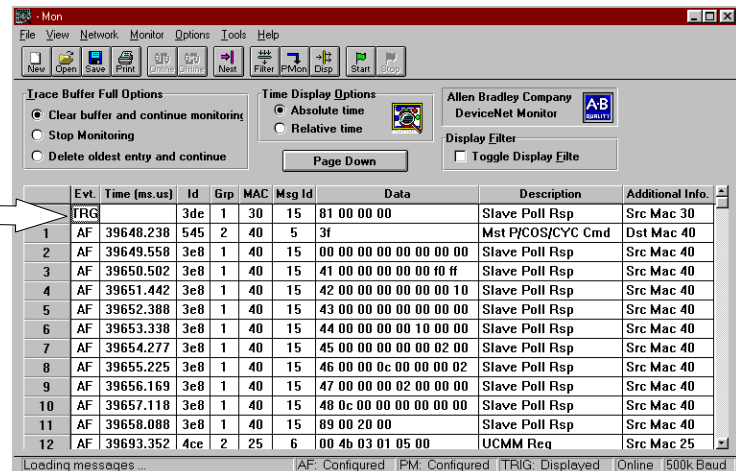 - Mon
File View Network Monitor Options Tools Help
New Open Save Print Online Offline Next Filter PMon Disp Start Stop
Trace Buffer Full Options
Clear buffer and continue monitoring
Stop Monitoring
Delete oldest entry and continue
Time Display Options
Absolute time
Relative time
Page Down
Allen Bradley Company
DeviceNet Monitor
A·B
QUALITY
Display Filter
Toggle Display Filte
Evt. Time (ms.us) Id Grp MAC Msg Id Data Description Additional Info.
TRG 3de 1 30 15 81 00 00 00 Slave Poll Rsp Src Mac 30
1 AF 39648.238 545 2 40 5 3f Mst P/COS/CYC Cmd Dst Mac 40
2 AF 39649.558 3e8 1 40 15 00 00 00 00 00 00 00 00 Slave Poll Rsp Src Mac 40
3 AF 39650.502 3e8 1 40 15 41 00 00 00 00 00 f0 ff Slave Poll Rsp Src Mac 40
4 AF 39651.442 3e8 1 40 15 42 00 00 00 00 00 00 10 Slave Poll Rsp Src Mac 40
5 AF 39652.388 3e8 1 40 15 43 00 00 00 00 00 00 00 Slave Poll Rsp Src Mac 40
6 AF 39653.338 3e8 1 40 15 44 00 00 00 00 10 00 00 Slave Poll Rsp Src Mac 40
7 AF 39654.277 3e8 1 40 15 45 00 00 00 00 00 02 00 Slave Poll Rsp Src Mac 40
8 AF 39655.225 3e8 1 40 15 46 00 00 0c 00 00 00 02 Slave Poll Rsp Src Mac 40
9 AF 39656.169 3e8 1 40 15 47 00 00 00 02 00 00 00 Slave Poll Rsp Src Mac 40
10 AF 39657.118 3e8 1 40 15 48 0c 00 00 00 00 00 00 Slave Poll Rsp Src Mac 40
11 AF 39658.088 3e8 1 40 15 89 00 20 00 Slave Poll Rsp Src Mac 40
12 AF 39693.352 4ce 2 25 6 00 4b 03 01 05 00 UCMM Req Src Mac 25
Loading messages ... AF: Configured PM: Configured TRIG: Displayed Online 500k Baud